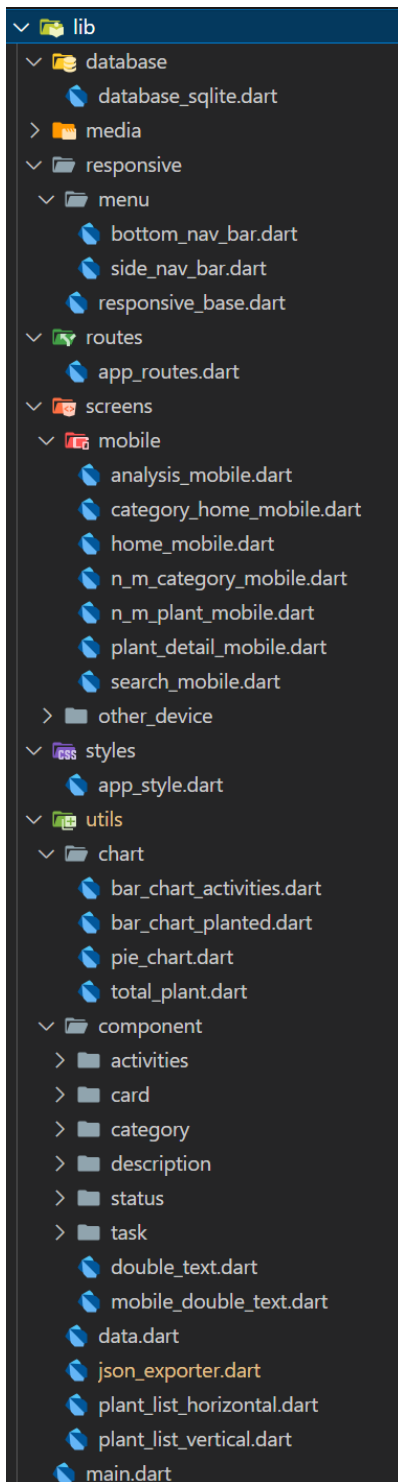 lib
database
database_sqlite.dart
media
responsive
menu
bottom_nav_bar.dart
side_nav_bar.dart
responsive_base.dart
routes
app_routes.dart
screens
mobile
analysis_mobile.dart
category_home_mobile.dart
home_mobile.dart
n_m_category_mobile.dart
n_m_plant_mobile.dart
plant_detail_mobile.dart
search_mobile.dart
other_device
styles
app_style.dart
utils
chart
bar_chart_activities.dart
bar_chart_planted.dart
pie_chart.dart
total_plant.dart
component
activities
card
category
description
status
task
double_text.dart
mobile_double_text.dart
data.dart
json_exporter.dart
plant_list_horizontal.dart
plant_list_vertical.dart
main.dart